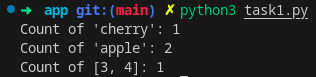 ➜ app git:(main) ✗ python3 task1.py
Count of 'cherry': 1
Count of 'apple': 2
Count of [3, 4]: 1